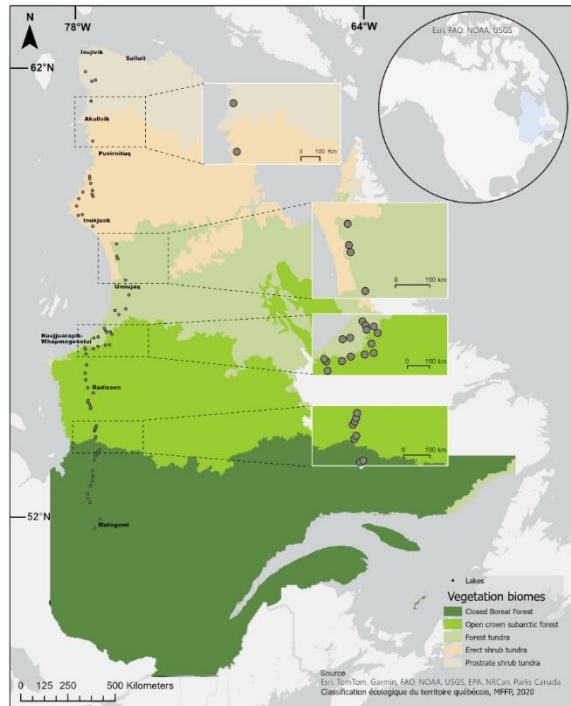 78°W
64°W
N
Esri, FAO, NOAA, USGS
62°N
Ivujivik
Salluit
Akulivik
Puvirnituq
0 100 Km
Inukjuak
0 100 Km
Umiujaq
Kuujjuarapik-
Whapmagoostui
0 100 Km
Radisson
0 100 Km
52°N
Matagami
Lakes
Vegetation biomes
Closed Boreal Forest
Open crown subarctic forest
Forest tundra
Erect shrub tundra
Prostrate shrub tundra
Source
Esri, TomTom, Garmin, FAO, NOAA, USGS, EPA, NRCan, Parks Canada
Classification écologique du territoire québécois, MFFP, 2020
0 125 250 500 Kilometers